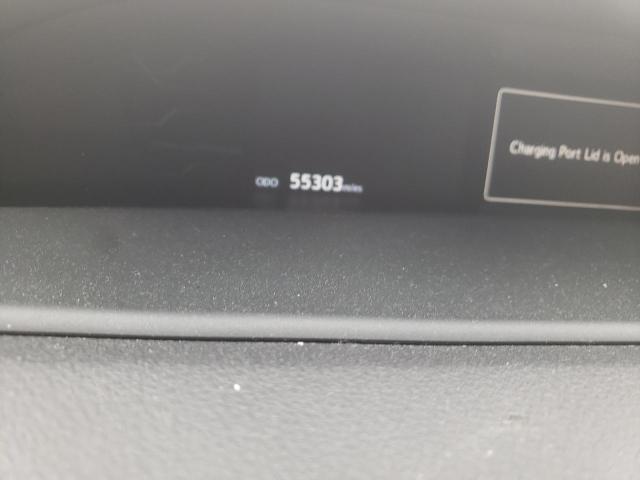 ODO 55303 miles
Charging Port Lid is Open